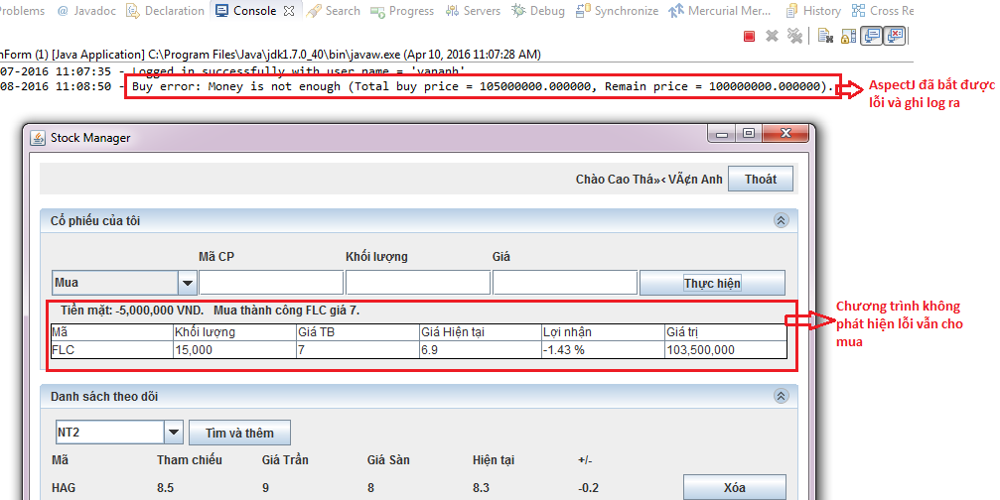 roblems @ Javadoc Declaration Console Search Progress Servers Debug Synchronize Mercurial Mer... History Cross Re
nForm (1) [Java Application] C:\Program Files\Java\jdk1.7.0_40\bin\javaw.exe (Apr 10, 2016 11:07:28 AM)
07-2016 11:07:35 - Logged in successfully with user name = 'vananh'
08-2016 11:08:50 - Buy error: Money is not enough (Total buy price = 105000000.000000, Remain price = 100000000.000000).
AspectJ đã bắt được
lỗi và ghi log ra
Stock Manager
Chào Cao Thá»‹ VÃ¢n Anh Thoát
Cổ phiếu của tôi
Mã CP Khối lượng Giá
Mua Thực hiện
Tiền mặt: -5,000,000 VND. Mua thành công FLC giá 7.
Mã Khối lượng Giá TB Giá Hiện tại Lợi nhận Giá trị
FLC 15,000 7 6.9 -1.43 % 103,500,000
Chương trình không
phát hiện lỗi vẫn cho
mua
Danh sách theo dõi
NT2 Tìm và thêm
Mã Tham chiếu Giá Trần Giá Sàn Hiện tại +/-
HAG 8.5 9 8 8.3 -0.2 Xóa